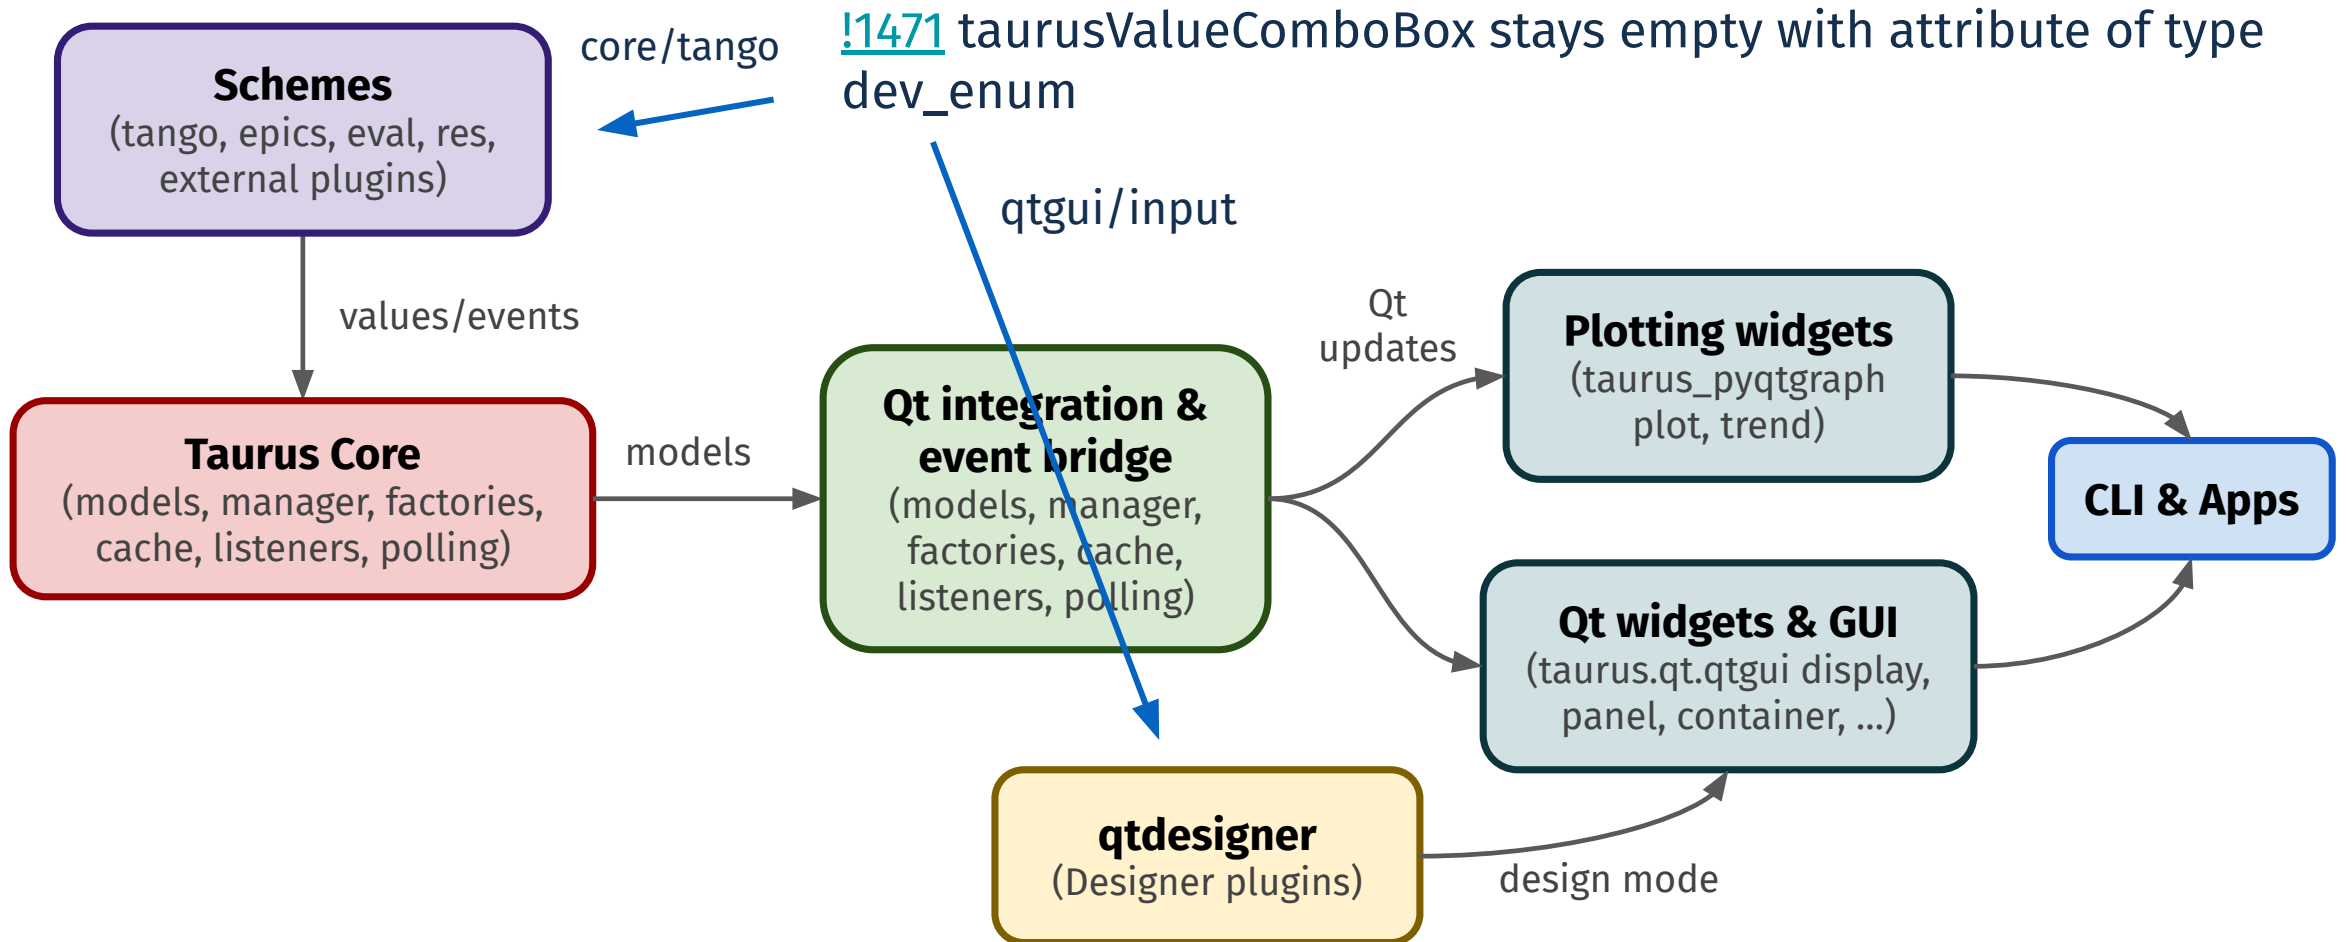 !1471 taurusValueComboBox stays empty with attribute of type
dev_enum
core/tango
Schemes
(tango, epics, eval, res,
external plugins)
qtgui/input
values/events
Taurus Core
(models, manager, factories,
cache, listeners, polling)
models
Qt integration &
event bridge
(models, manager,
factories, cache,
listeners, polling)
Qt
updates
Plotting widgets
(taurus_pyqtgraph
plot, trend)
CLI & Apps
Qt widgets & GUI
(taurus.qt.qtgui display,
panel, container, ...)
qtdesigner
(Designer plugins)
design mode